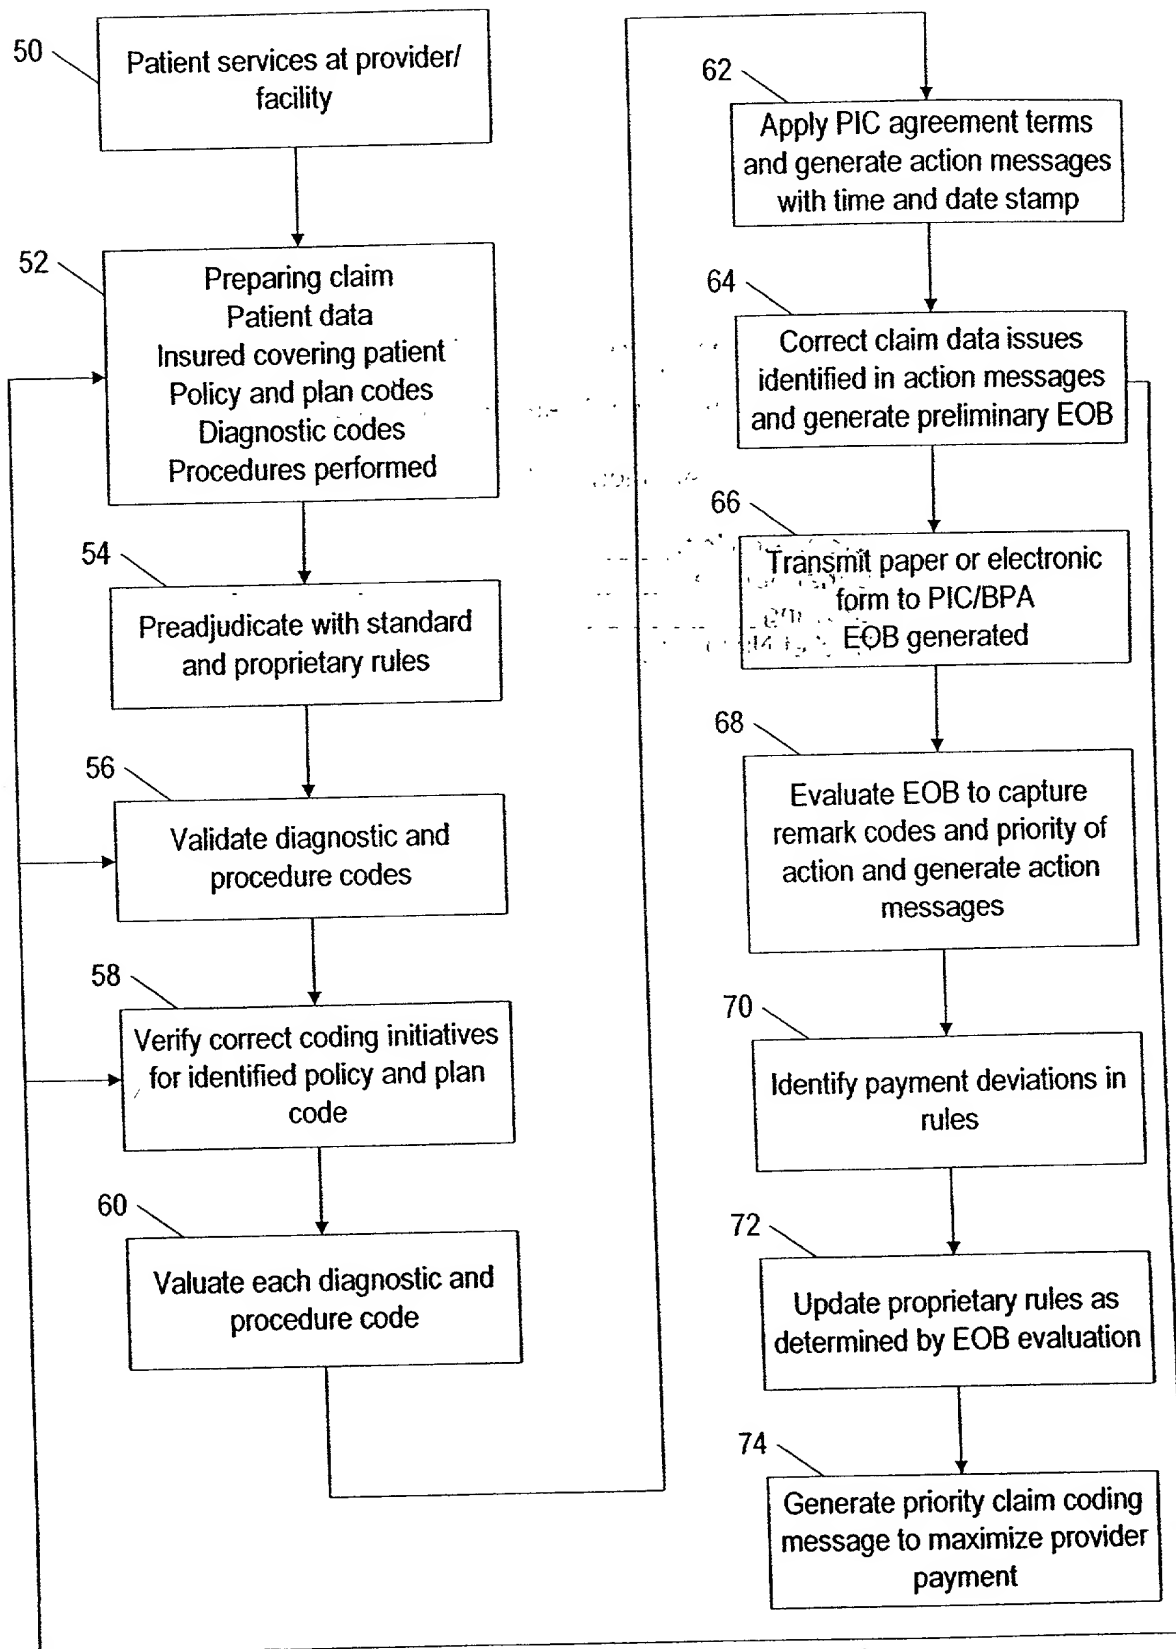 50
Patient services at provider/
facility
52
Preparing claim
Patient data
Insured covering patient
Policy and plan codes
Diagnostic codes
Procedures performed
54
Preadjudicate with standard
and proprietary rules
56
Validate diagnostic and
procedure codes
58
Verify correct coding initiatives
for identified policy and plan
code
60
Valuate each diagnostic and
procedure code
62
Apply PIC agreement terms
and generate action messages
with time and date stamp
64
Correct claim data issues
identified in action messages
and generate preliminary EOB
66
Transmit paper or electronic
form to PIC/BPA
EOB generated
68
Evaluate EOB to capture
remark codes and priority of
action and generate action
messages
70
Identify payment deviations in
rules
72
Update proprietary rules as
determined by EOB evaluation
74
Generate priority claim coding
message to maximize provider
payment